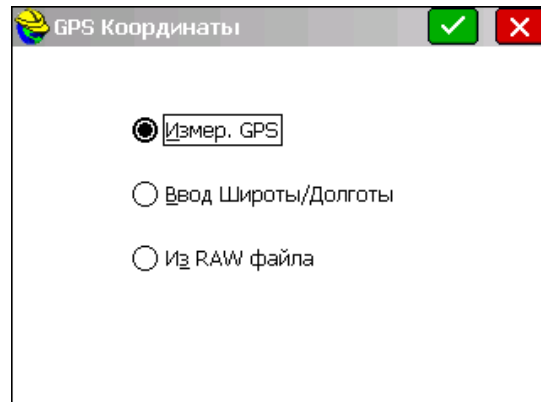 GPS Координаты
Измер. GPS
Ввод Широты/Долготы
Из RAW файла